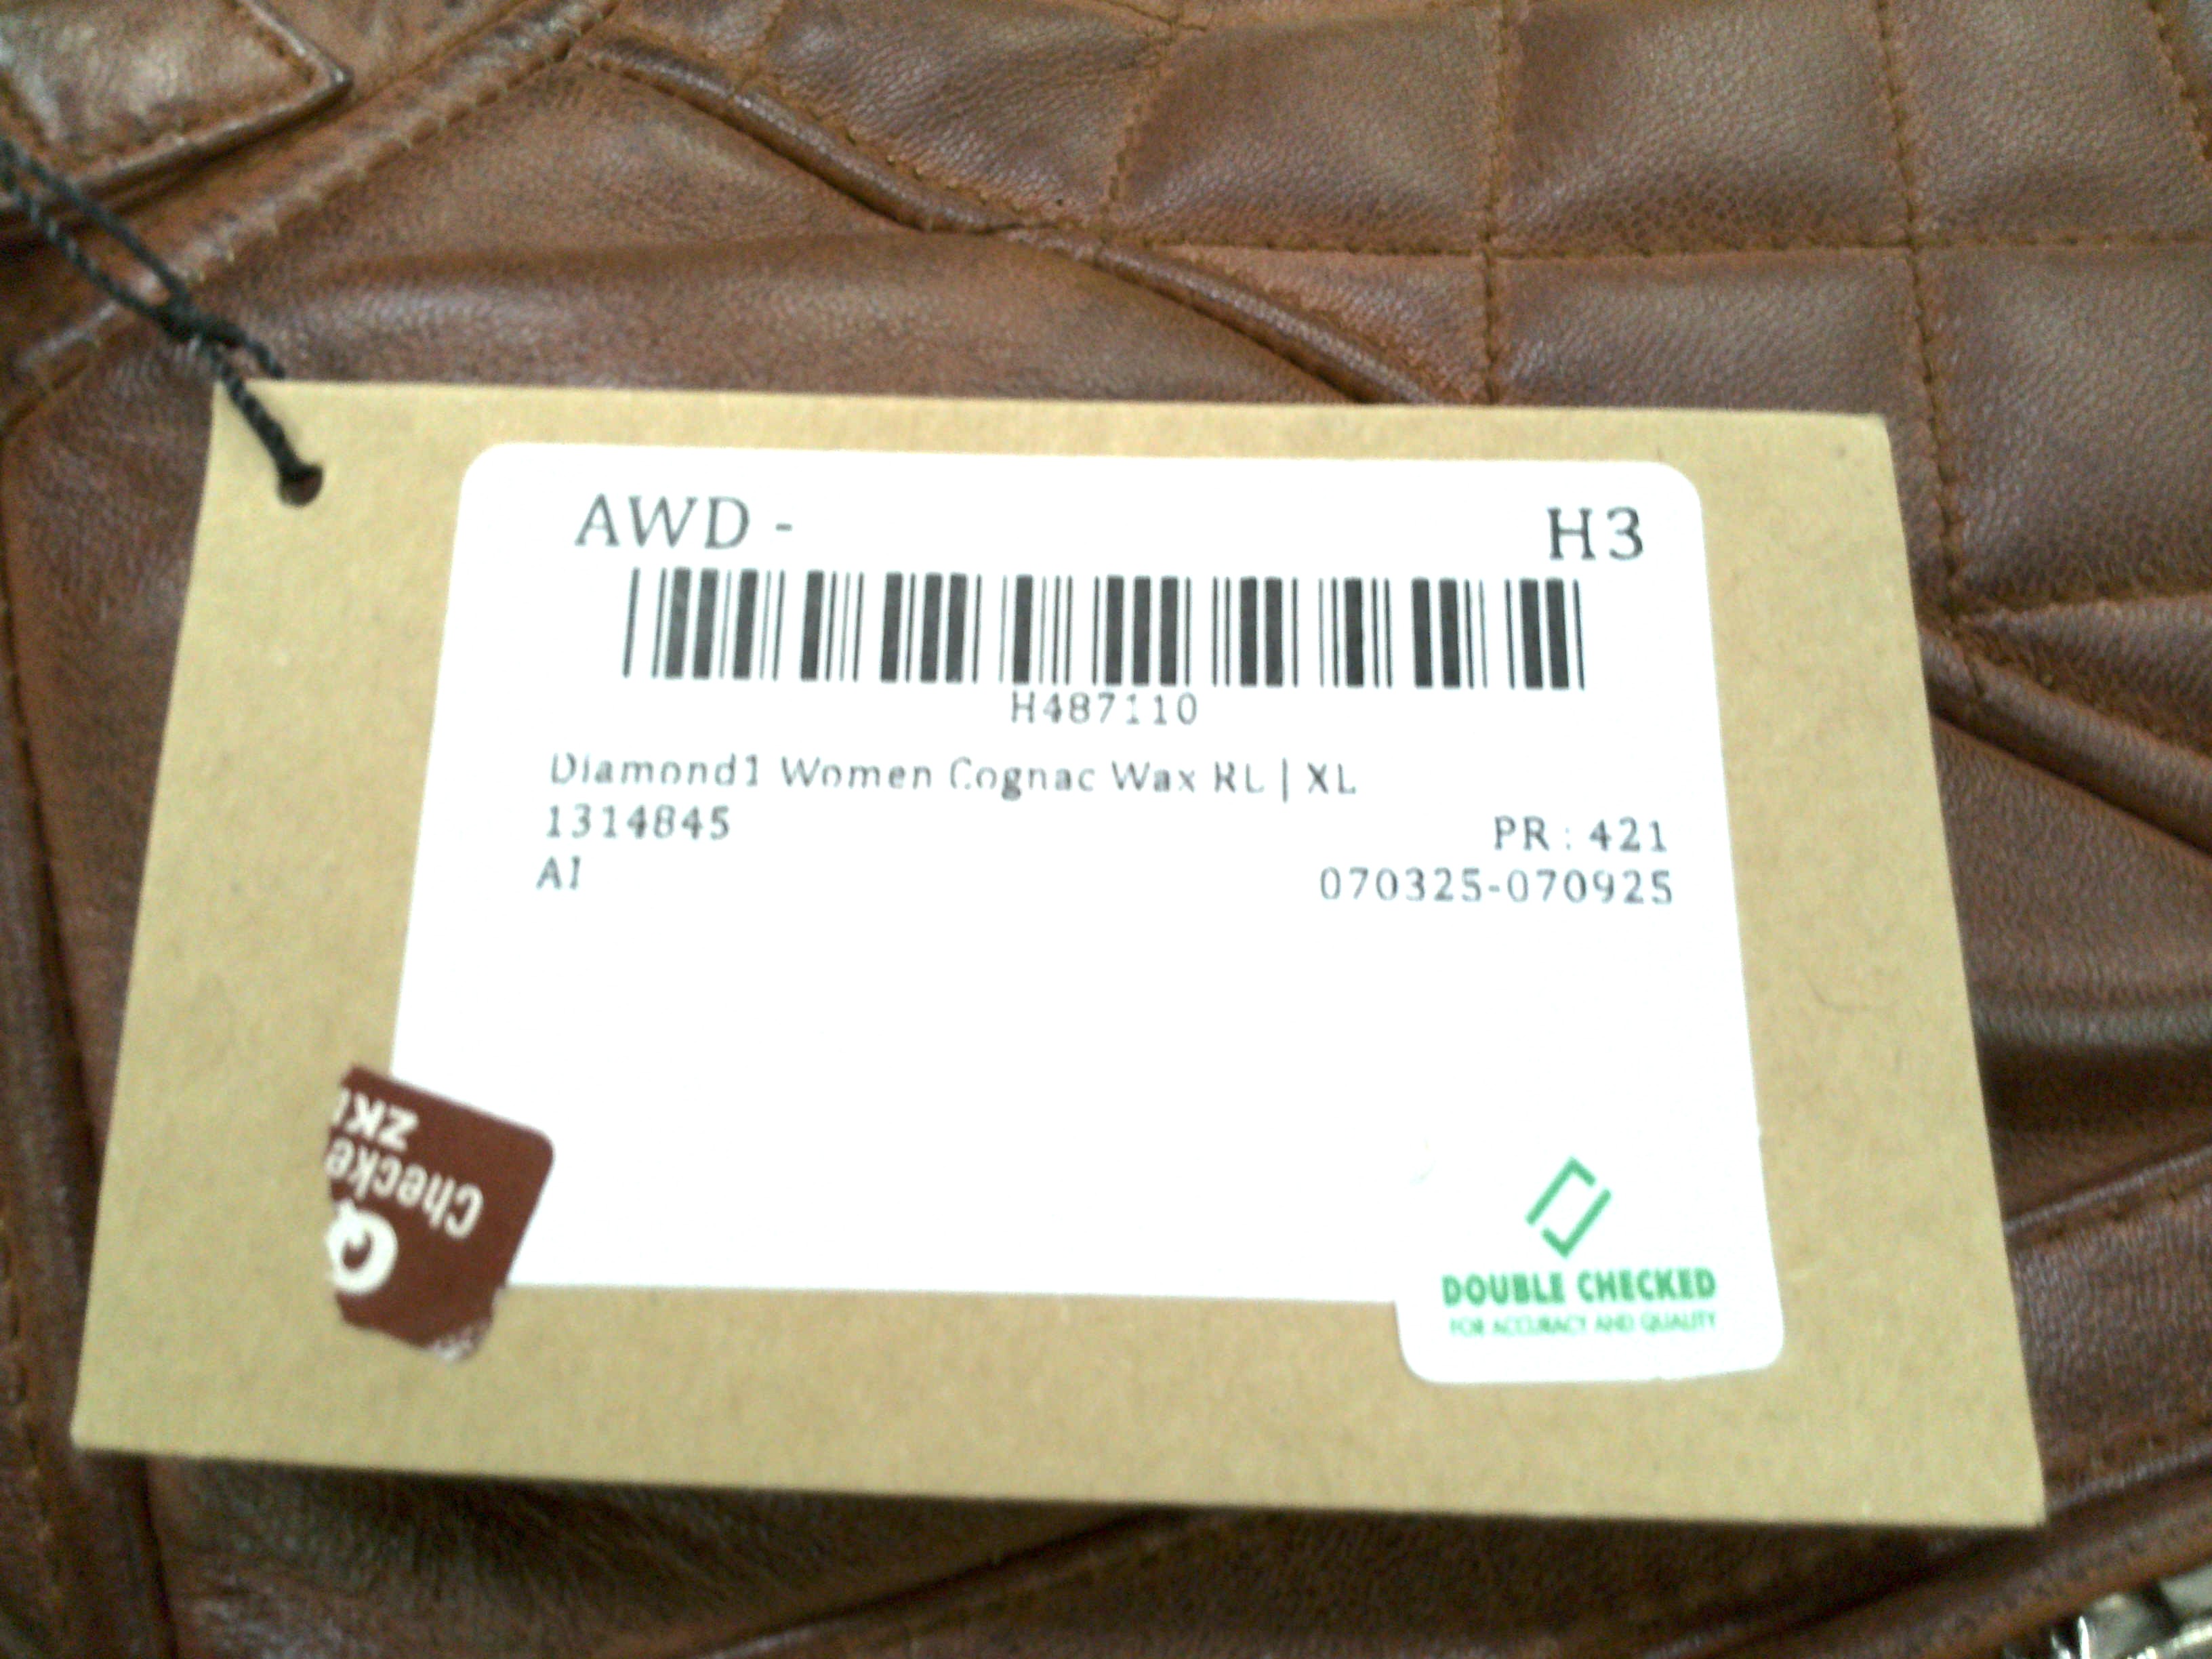 AWD -
H3
H487110
Diamond1 Women Cognac Wax RL | XL
1314845
PR : 421
AI
070325-070925
Q
Checke
ZK
DOUBLE CHECKED
FOR ACCURACY AND QUALITY